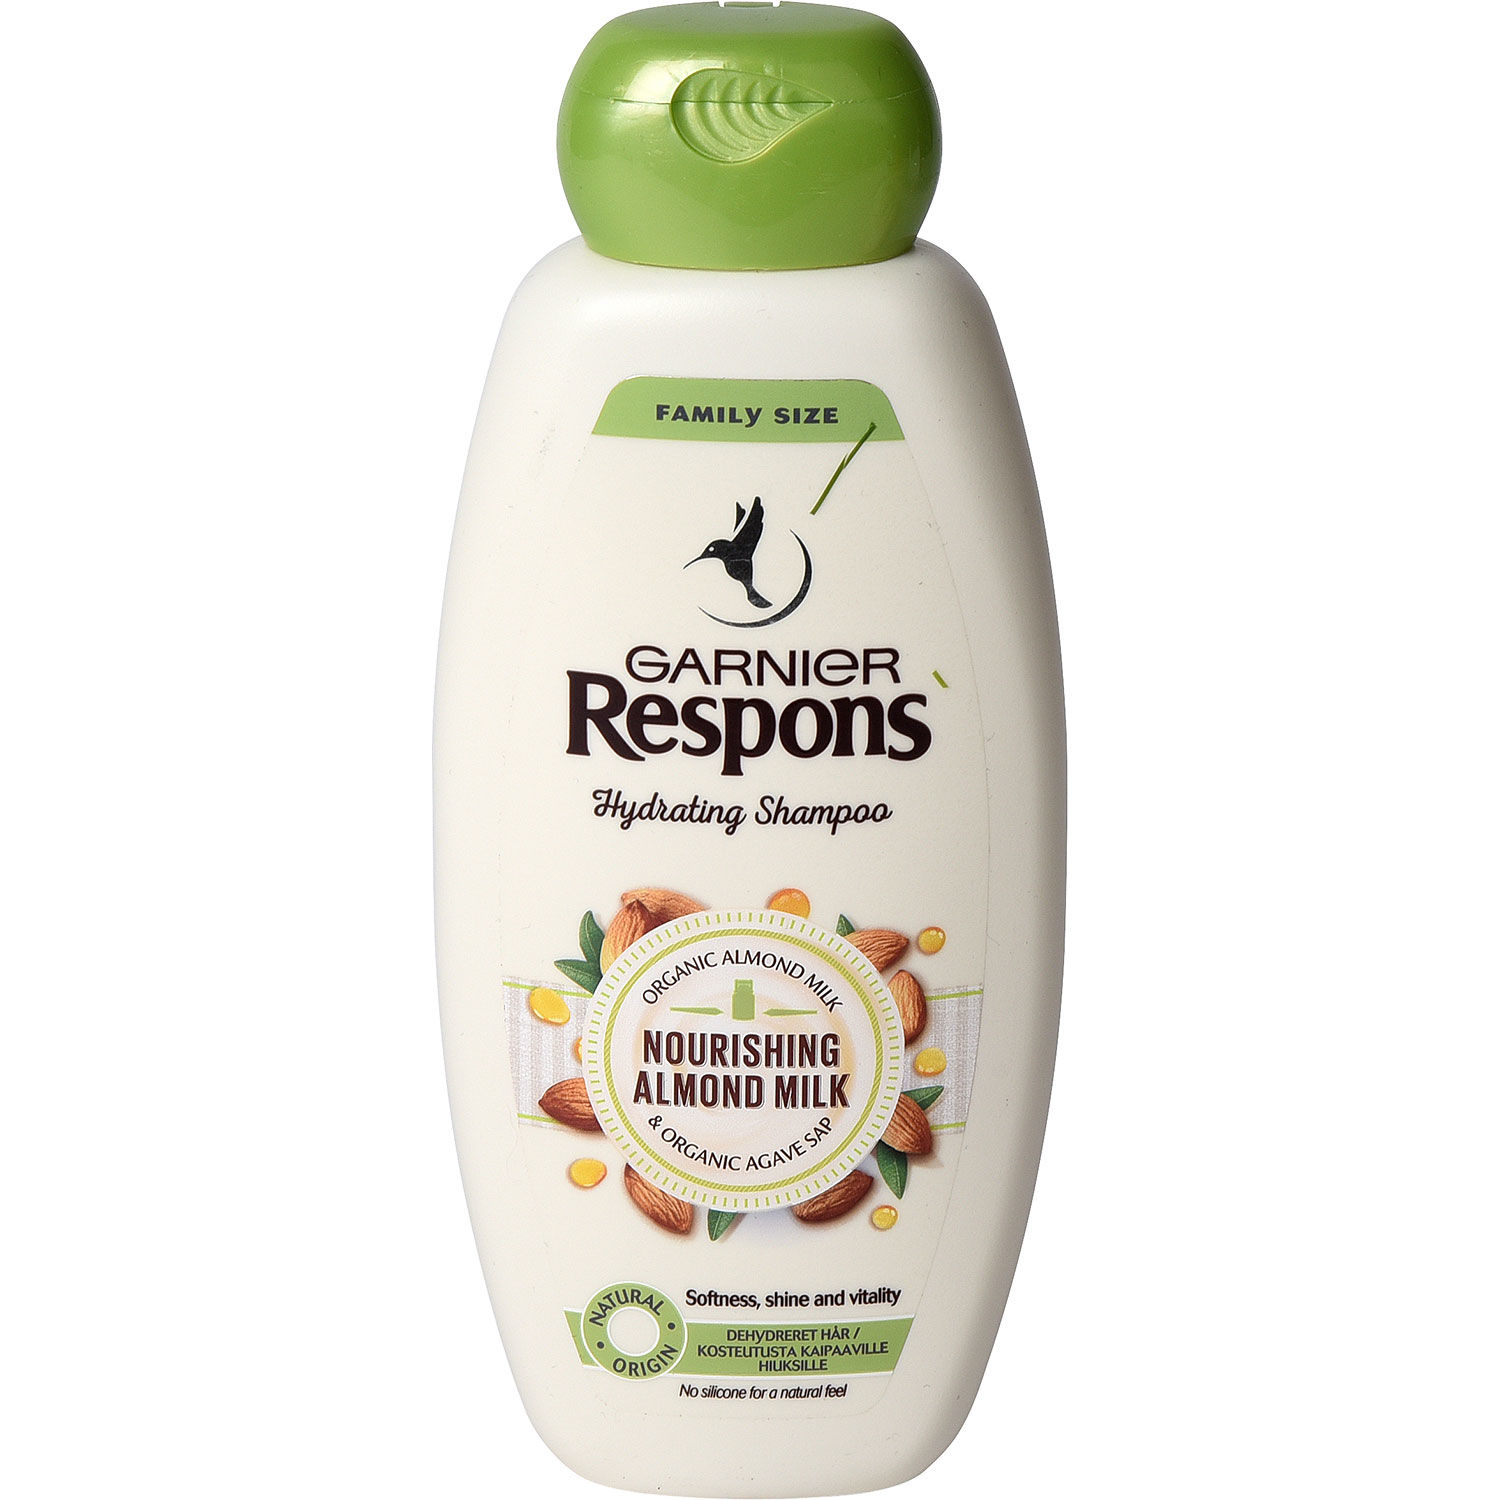 FAMILY SIZE
GARNIER
Respons
Hydrating Shampoo
ORGANIC ALMOND MILK
NOURISHING
ALMOND MILK
& ORGANIC AGAVE SAP
NATURAL
ORIGIN
Softness, shine and vitality
DEHYDRERET HÅR /
KOSTEUTUSTA KAIPAAVILLE
HIUKSILLE
No silicone for a natural feel